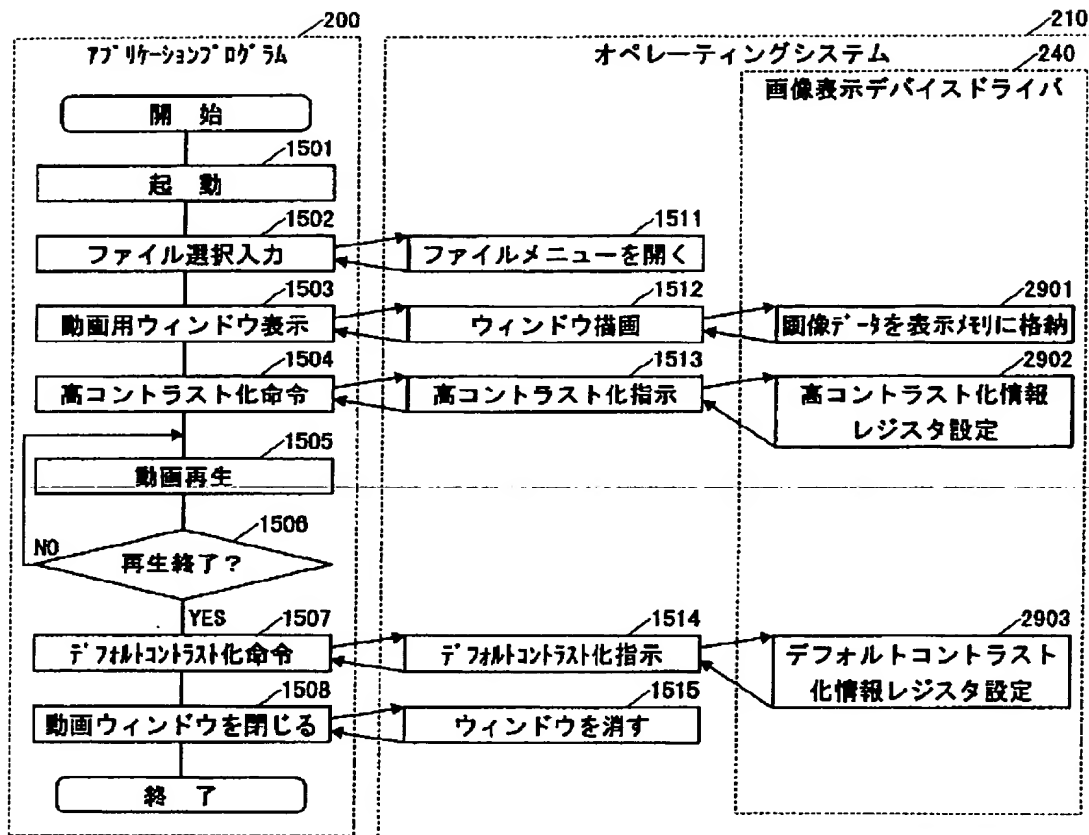 200
210
アプリケーションプログラム
オペレーティングシステム
240
画像表示デバイスドライバ
開 始
1501
起 動
1502
ファイル選択入力
1511
ファイルメニューを開く
1503
動画用ウィンドウ表示
1512
ウィンドウ描画
2901
画像データを表示メモリに格納
1504
高コントラスト化命令
1513
高コントラスト化指示
2902
高コントラスト化情報
レジスタ設定
1505
動画再生
1506
再生終了?
NO
YES
1507
デフォルトコントラスト化命令
1514
デフォルトコントラスト化指示
2903
デフォルトコントラスト
化情報レジスタ設定
1508
動画ウィンドウを閉じる
1515
ウィンドウを消す
終 了